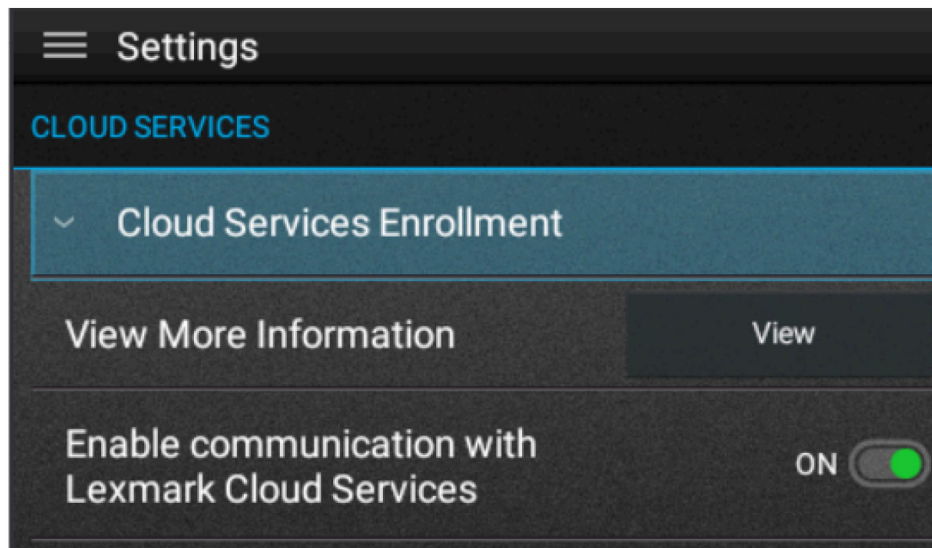 Settings
CLOUD SERVICES
Cloud Services Enrollment
View More Information
View
Enable communication with
Lexmark Cloud Services
ON